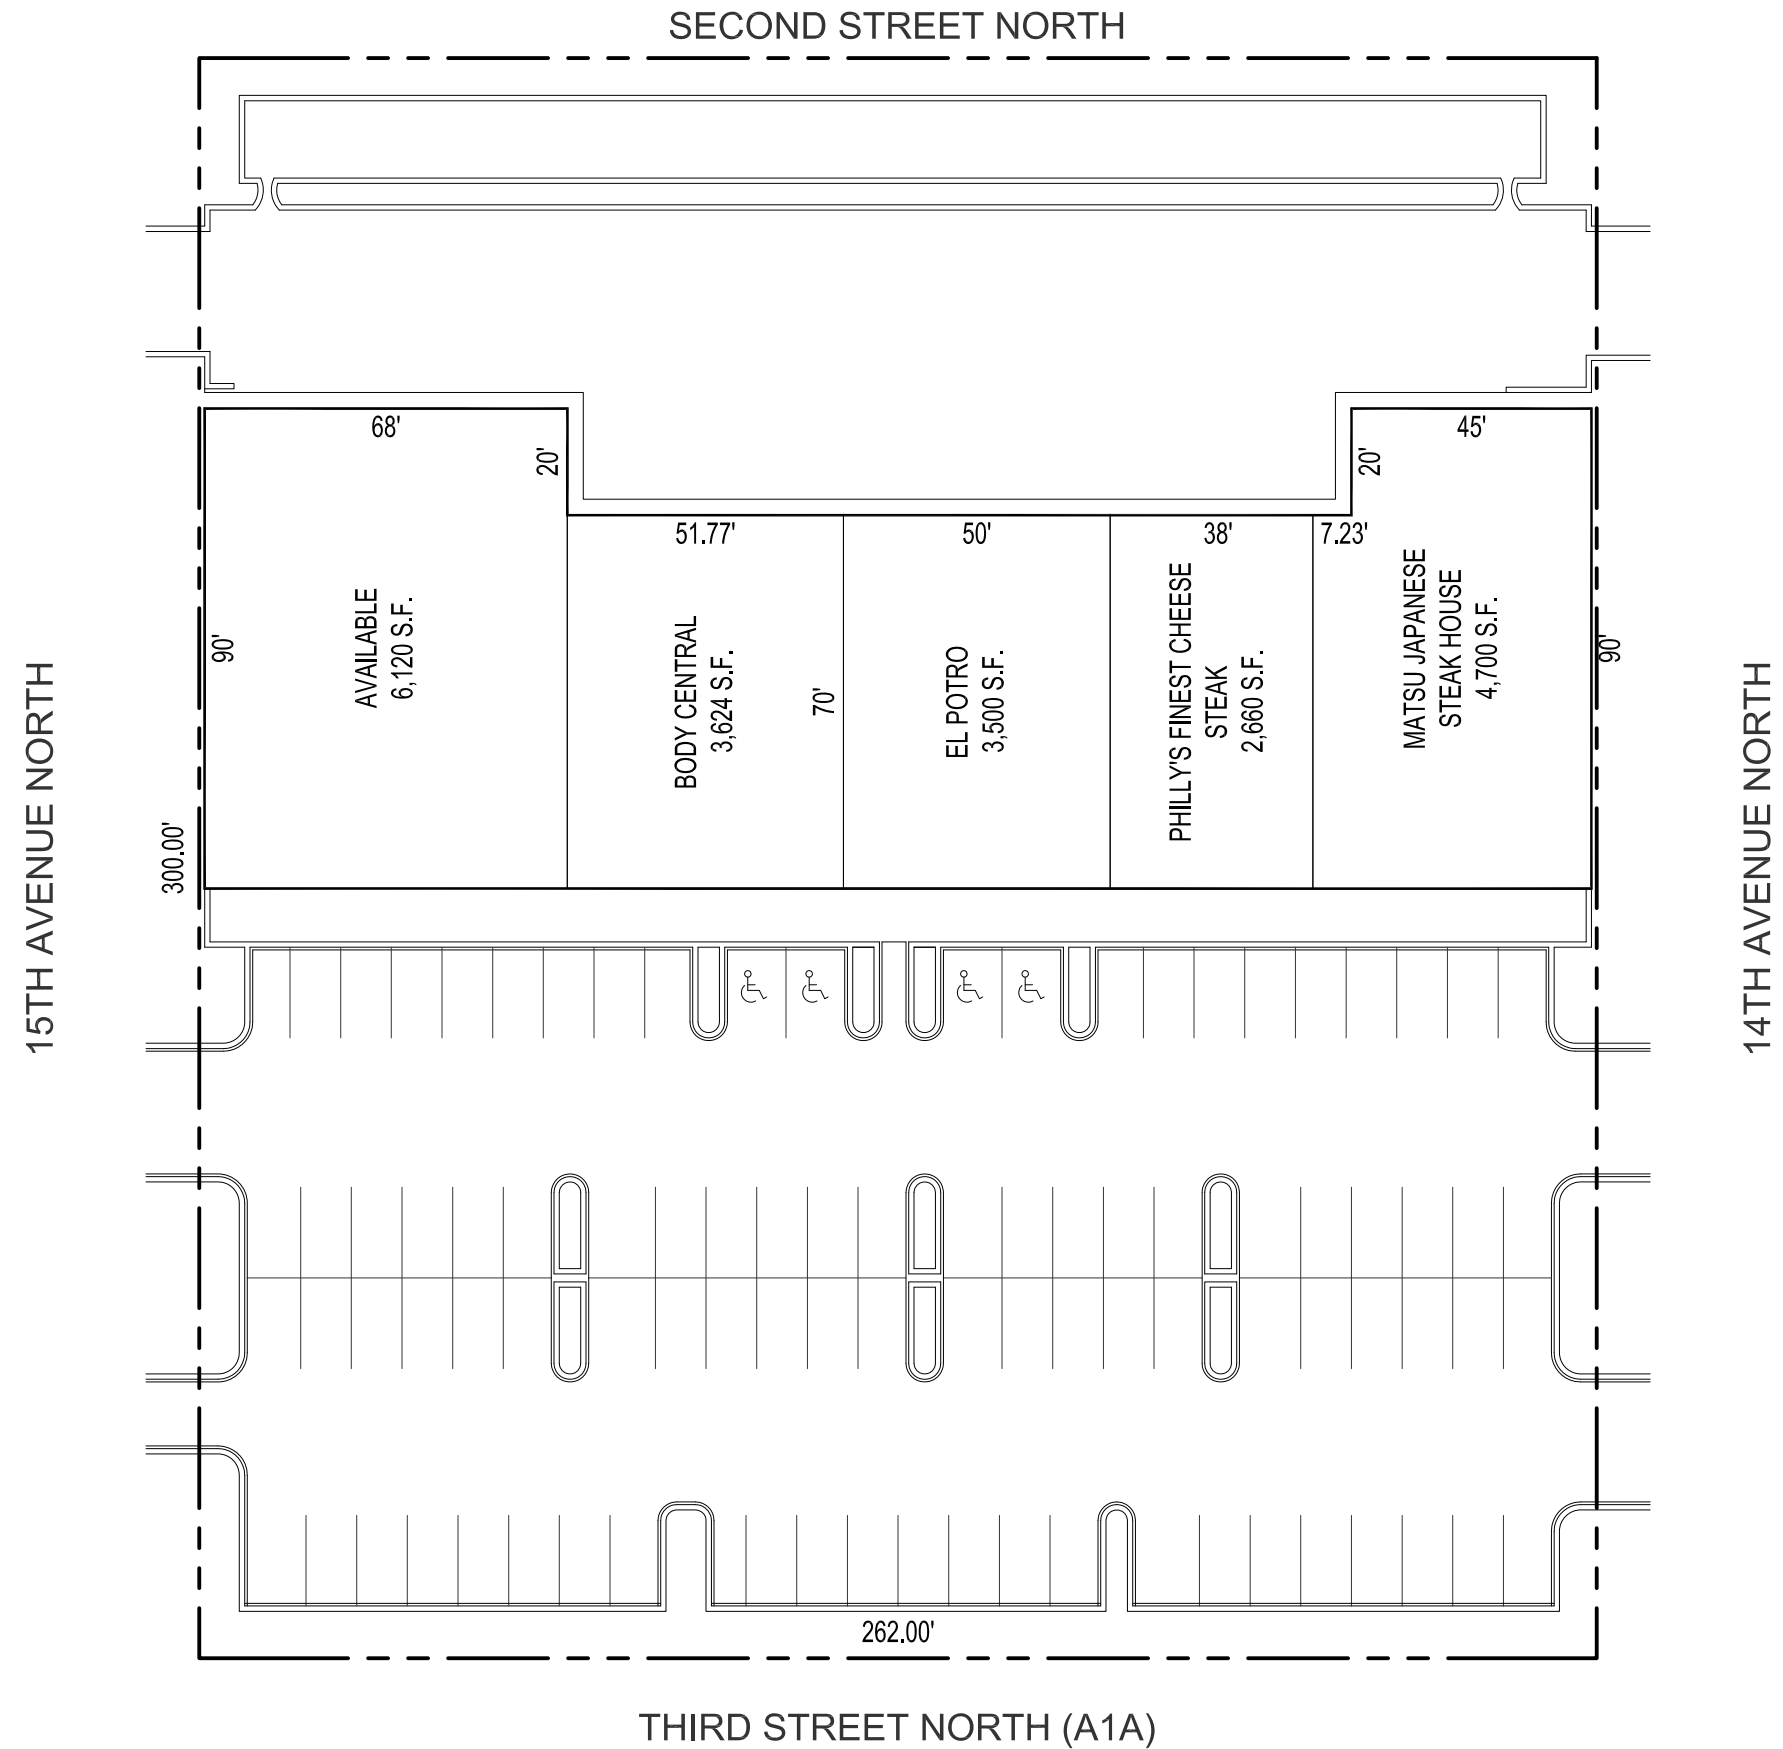 SECOND STREET NORTH
68'
20'
45'
20'
51.77'
50'
38'
7.23'
90'
AVAILABLE
6,120 S.F.
BODY CENTRAL
3,624 S.F.
70'
EL POTRO
3,500 S.F.
PHILLY'S FINEST CHEESE
STEAK
2,660 S.F.
MATSU JAPANESE
STEAK HOUSE
4,700 S.F.
90'
15TH AVENUE NORTH
300.00'
14TH AVENUE NORTH
262.00'
THIRD STREET NORTH (A1A)